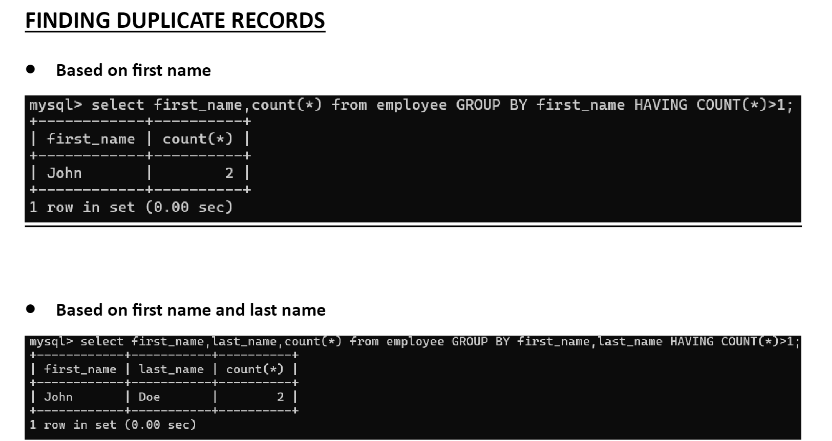 FINDING DUPLICATE RECORDS
● Based on first name
mysql> select first_name,count(*) from employee GROUP BY first_name HAVING COUNT(*)>1;
+------------+----------+
| first_name | count(*) |
+------------+----------+
| John       |        2 |
+------------+----------+
1 row in set (0.00 sec)
● Based on first name and last name
mysql> select first_name,last_name,count(*) from employee GROUP BY first_name,last_name HAVING COUNT(*)>1;
+------------+-----------+----------+
| first_name | last_name | count(*) |
+------------+-----------+----------+
| John       | Doe       |        2 |
+------------+-----------+----------+
1 row in set (0.00 sec)